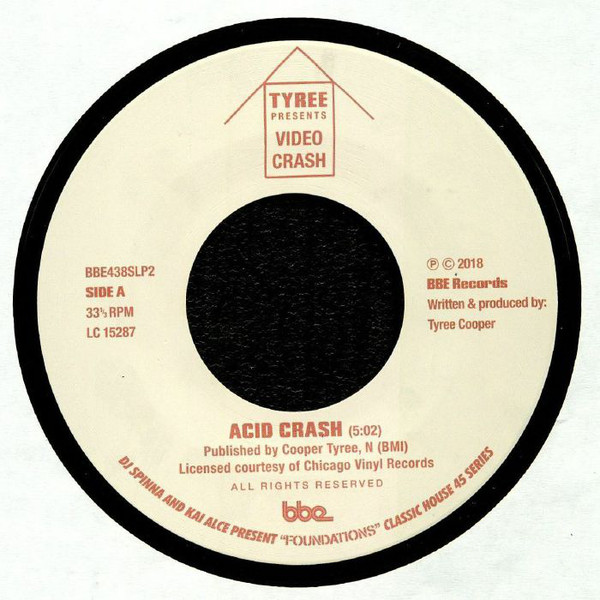 TYREE
PRESENTS
VIDEO
CRASH
BBE438SLP2
SIDE A
33⅓ RPM
LC 15287
Ⓟ © 2018
BBE Records
Written & produced by:
Tyree Cooper
ACID CRASH (5:02)
Published by Cooper Tyree, N (BMI)
Licensed courtesy of Chicago Vinyl Records
ALL RIGHTS RESERVED
bbe
DJ SPINNA AND KAI ALCE PRESENT "FOUNDATIONS" CLASSIC HOUSE 45 SERIES